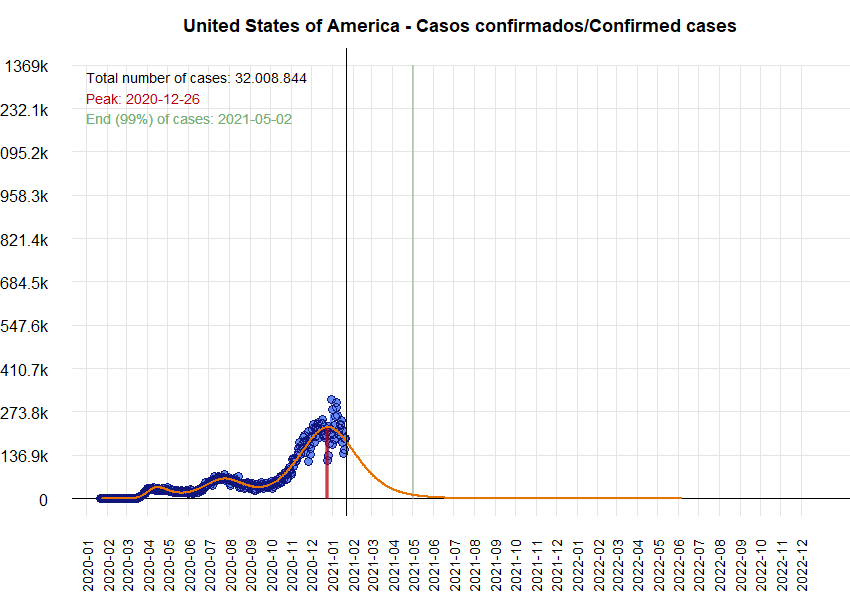 United States of America - Casos confirmados/Confirmed cases
1369k
232.1k
095.2k
958.3k
821.4k
684.5k
547.6k
410.7k
273.8k
136.9k
0
Total number of cases: 32.008.844
Peak: 2020-12-26
End (99%) of cases: 2021-05-02
2020-01
2020-02
2020-03
2020-04
2020-05
2020-06
2020-07
2020-08
2020-09
2020-10
2020-11
2020-12
2021-01
2021-02
2021-03
2021-04
2021-05
2021-06
2021-07
2021-08
2021-09
2021-10
2021-11
2021-12
2022-01
2022-02
2022-03
2022-04
2022-05
2022-06
2022-07
2022-08
2022-09
2022-10
2022-11
2022-12